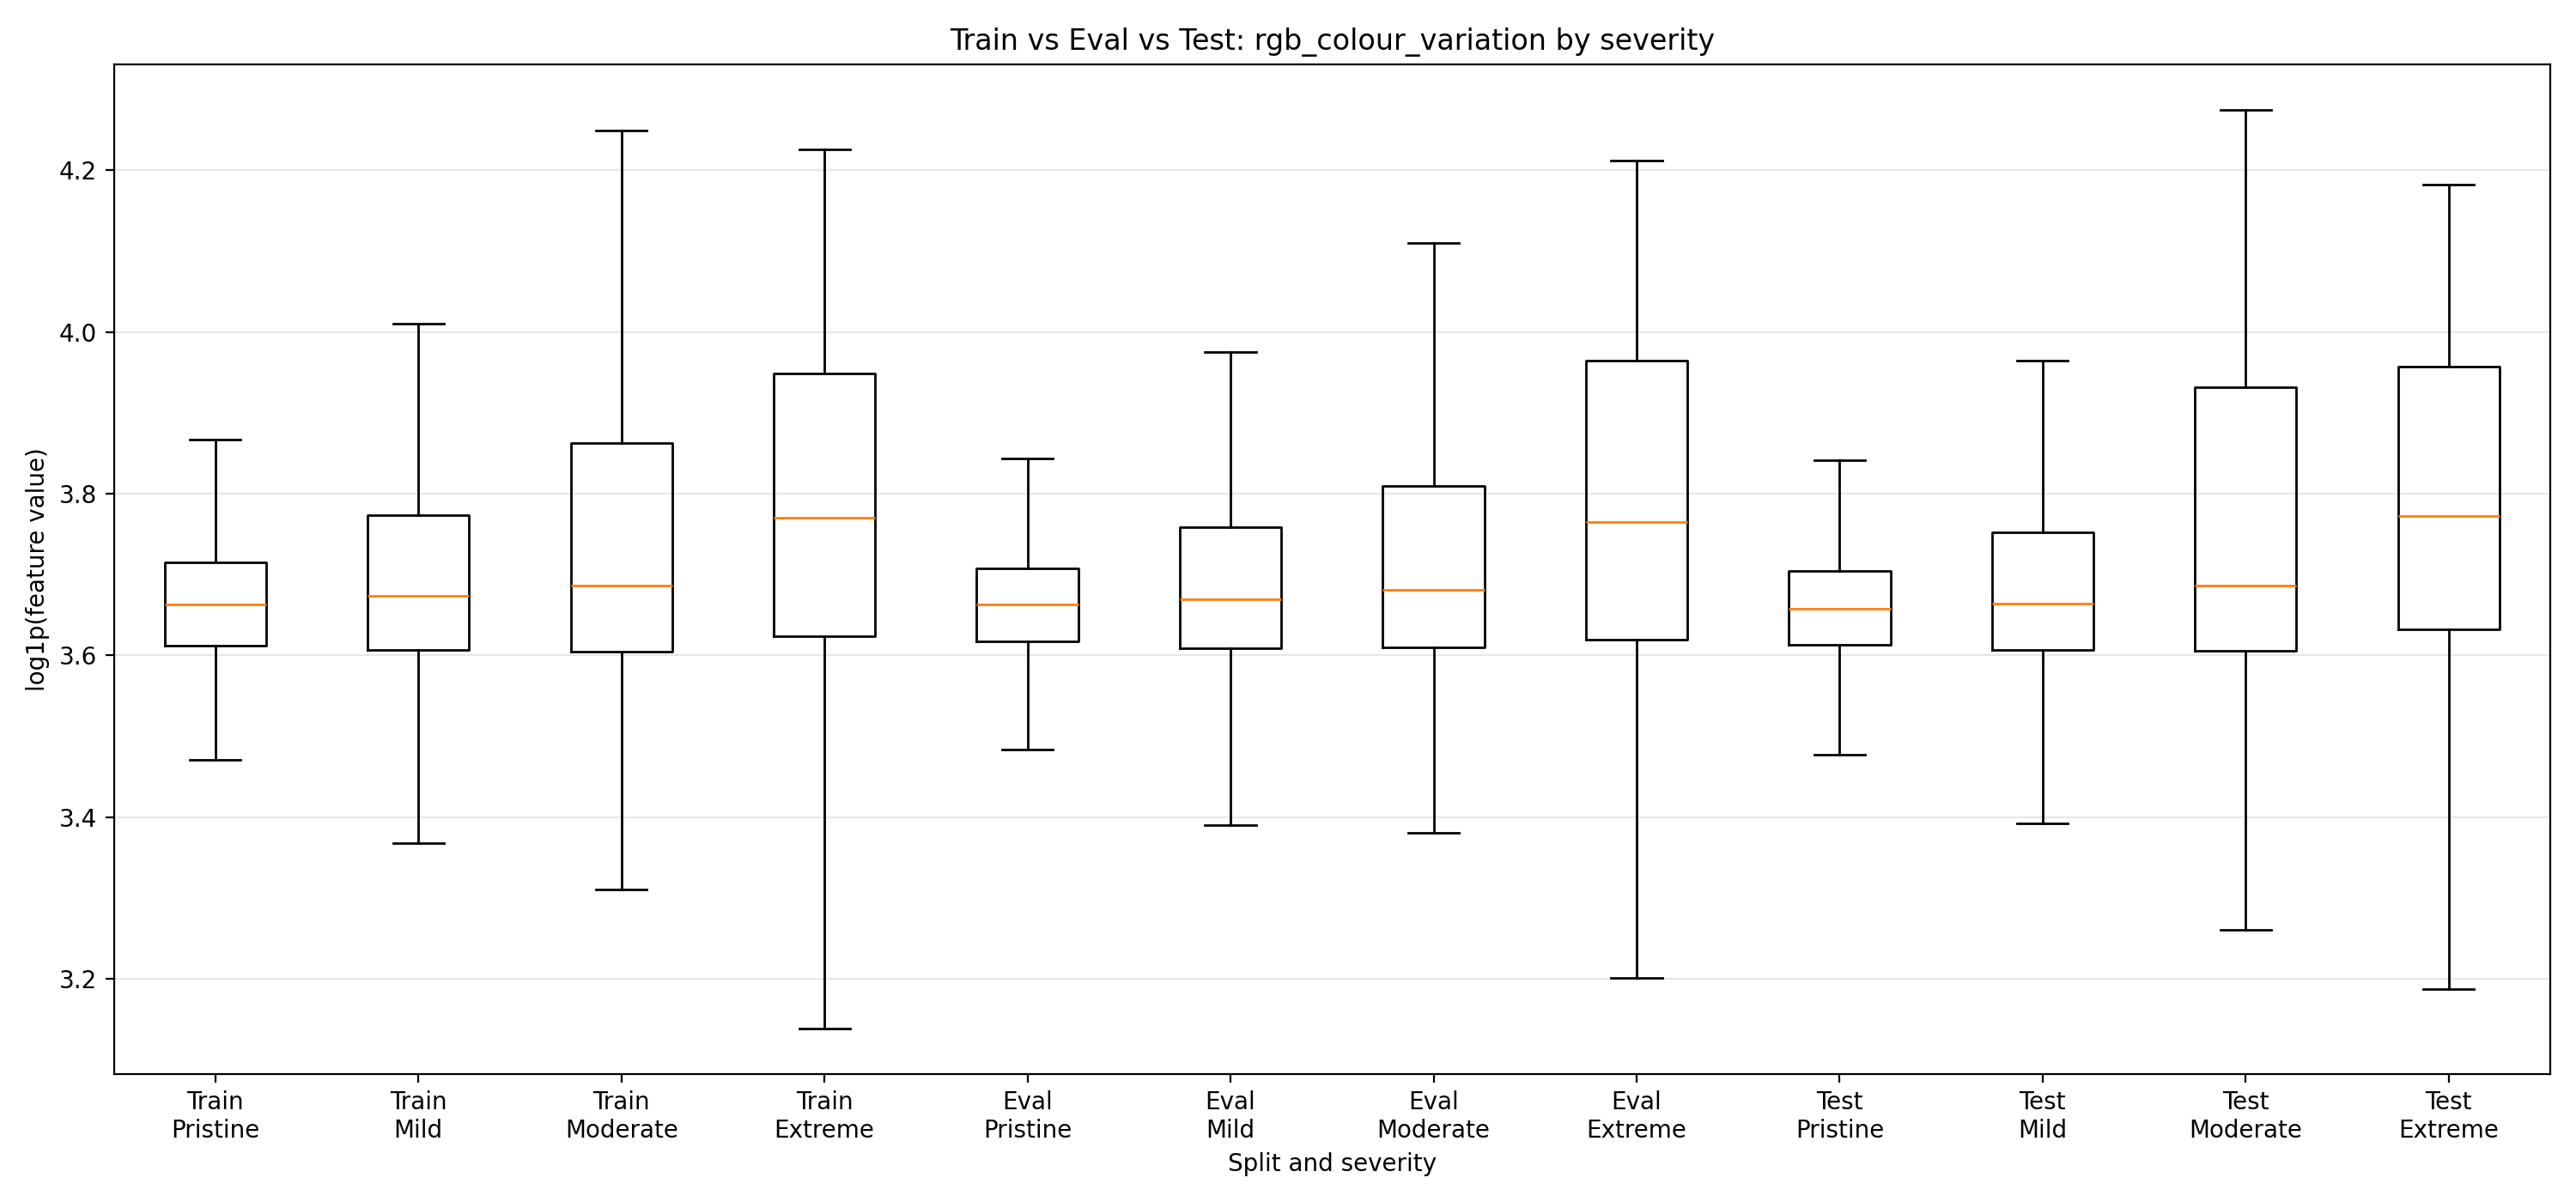 Train vs Eval vs Test: rgb_colour_variation by severity
log1p(feature value)
4.2
4.0
3.8
3.6
3.4
3.2
Train
Pristine
Train
Mild
Train
Moderate
Train
Extreme
Eval
Pristine
Eval
Mild
Eval
Moderate
Eval
Extreme
Test
Pristine
Test
Mild
Test
Moderate
Test
Extreme
Split and severity